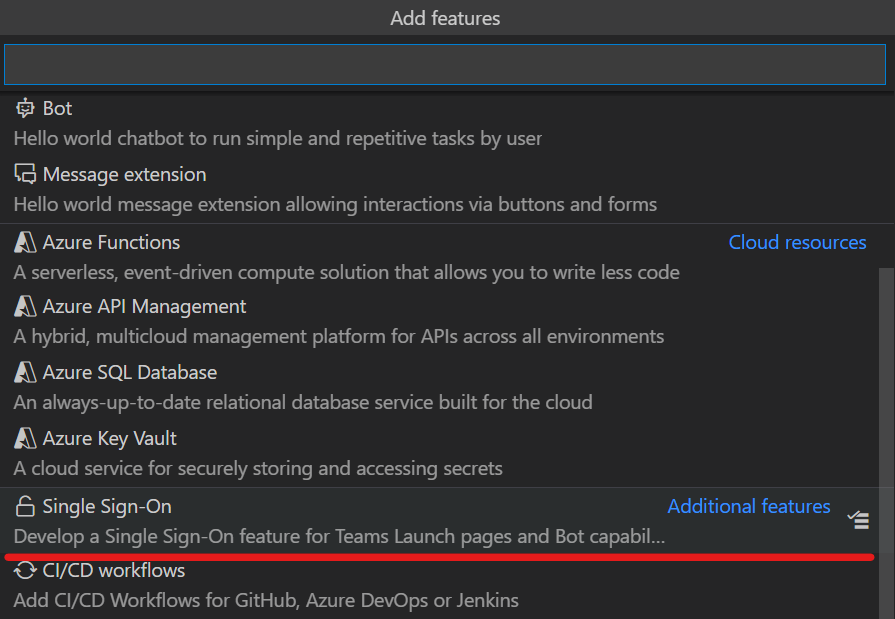 Add features
Bot
Hello world chatbot to run simple and repetitive tasks by user
Message extension
Hello world message extension allowing interactions via buttons and forms
Azure Functions Cloud resources
A serverless, event-driven compute solution that allows you to write less code
Azure API Management
A hybrid, multicloud management platform for APIs across all environments
Azure SQL Database
An always-up-to-date relational database service built for the cloud
Azure Key Vault
A cloud service for securely storing and accessing secrets
Single Sign-On Additional features
Develop a Single Sign-On feature for Teams Launch pages and Bot capabil...
CI/CD workflows
Add CI/CD Workflows for GitHub, Azure DevOps or Jenkins